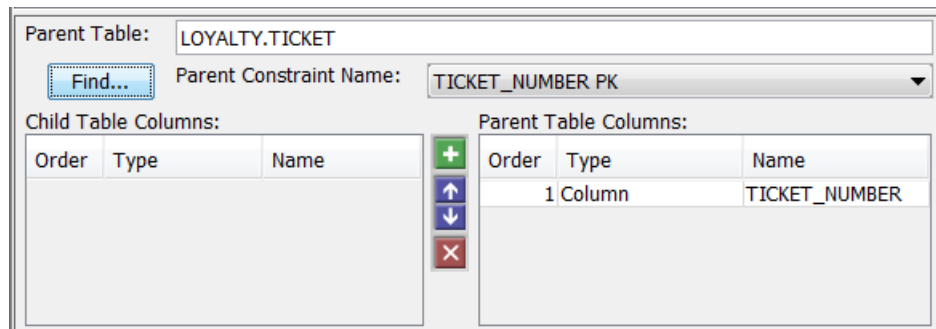 Parent Table: LOYALTY.TICKET
Find... Parent Constraint Name: TICKET_NUMBER PK
Child Table Columns: Parent Table Columns:
Order Type Name Order Type Name
1 Column TICKET_NUMBER